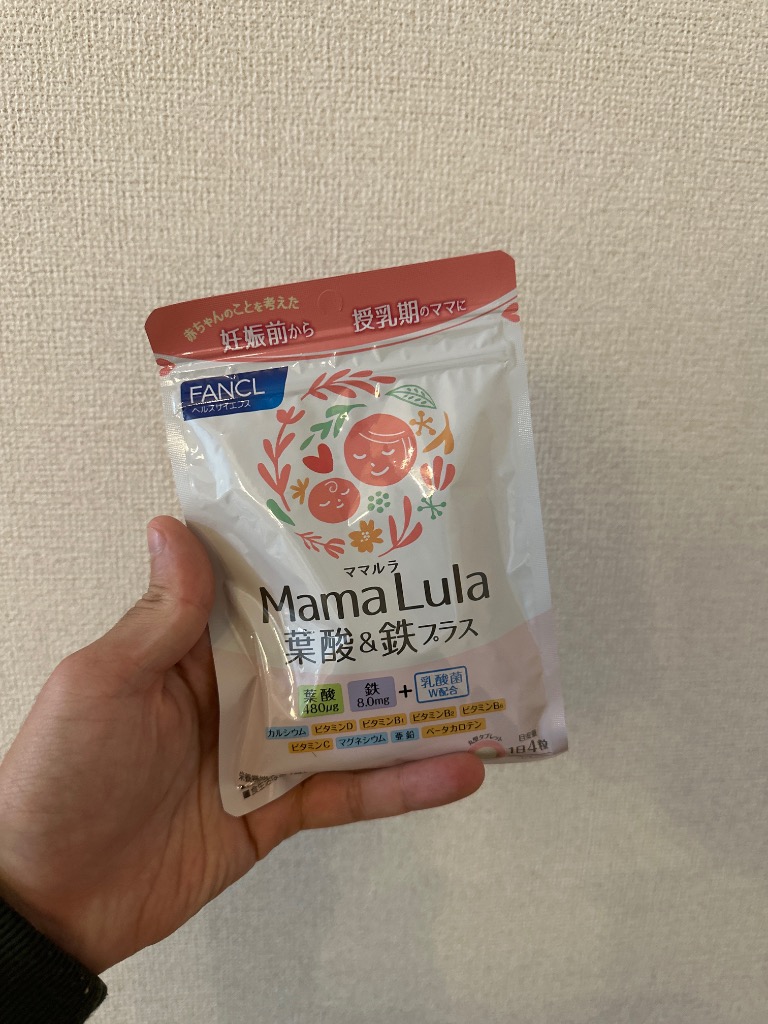 赤ちゃんのことを考えた
妊娠前から 授乳期のママに
FANCL
ヘルスサイエンス
ママルラ
Mama Lula
葉酸&鉄プラス
葉酸 480μg 鉄 8.0mg + 乳酸菌 W配合
カルシウム ビタミンD ビタミンB1 ビタミンB2 ビタミンB6
ビタミンC マグネシウム 亜鉛 ベータカロテン
日産量
1日4粒